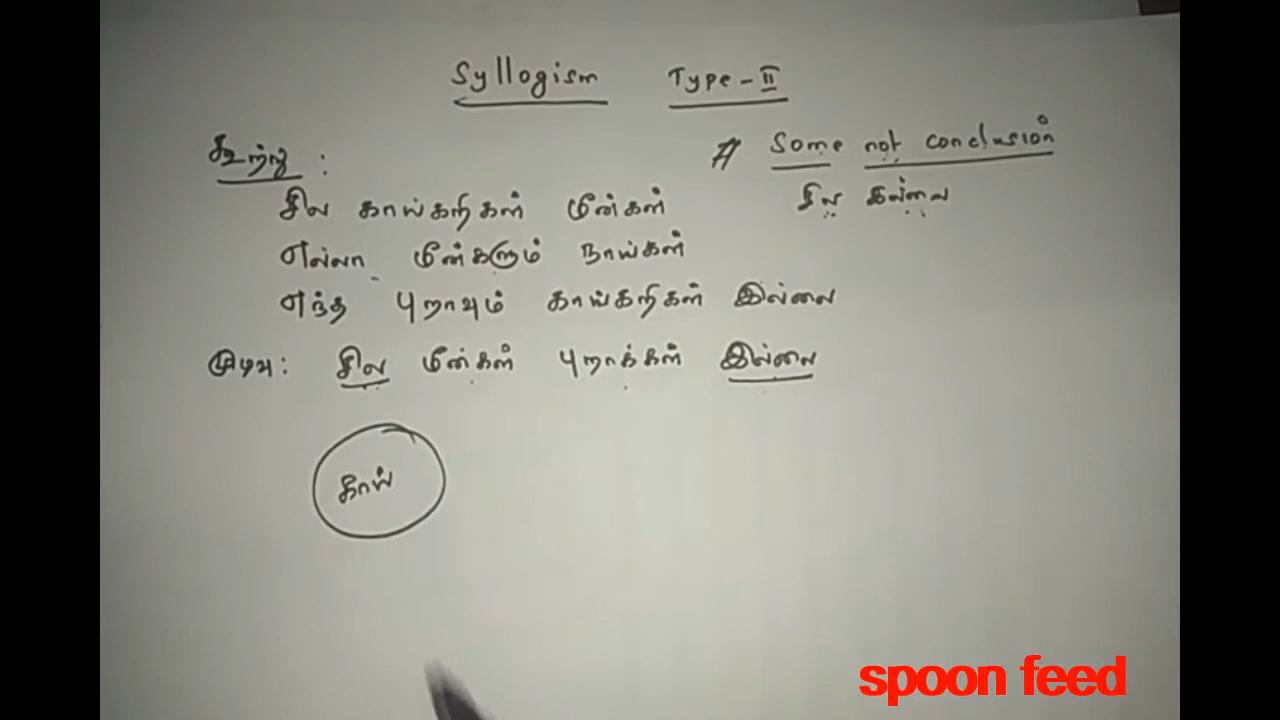 Syllogism Type - II
கூற்று :
# Some not conclusion
சில இல்லை
சில காய்கறிகள் மீன்கள்
எல்லா மீன்களும் நாய்கள்
எந்த புறாவும் காய்கறிகள் இல்லை
முடிவு : சில மீன்கள் புறாக்கள் இல்லை
காய்
spoon feed